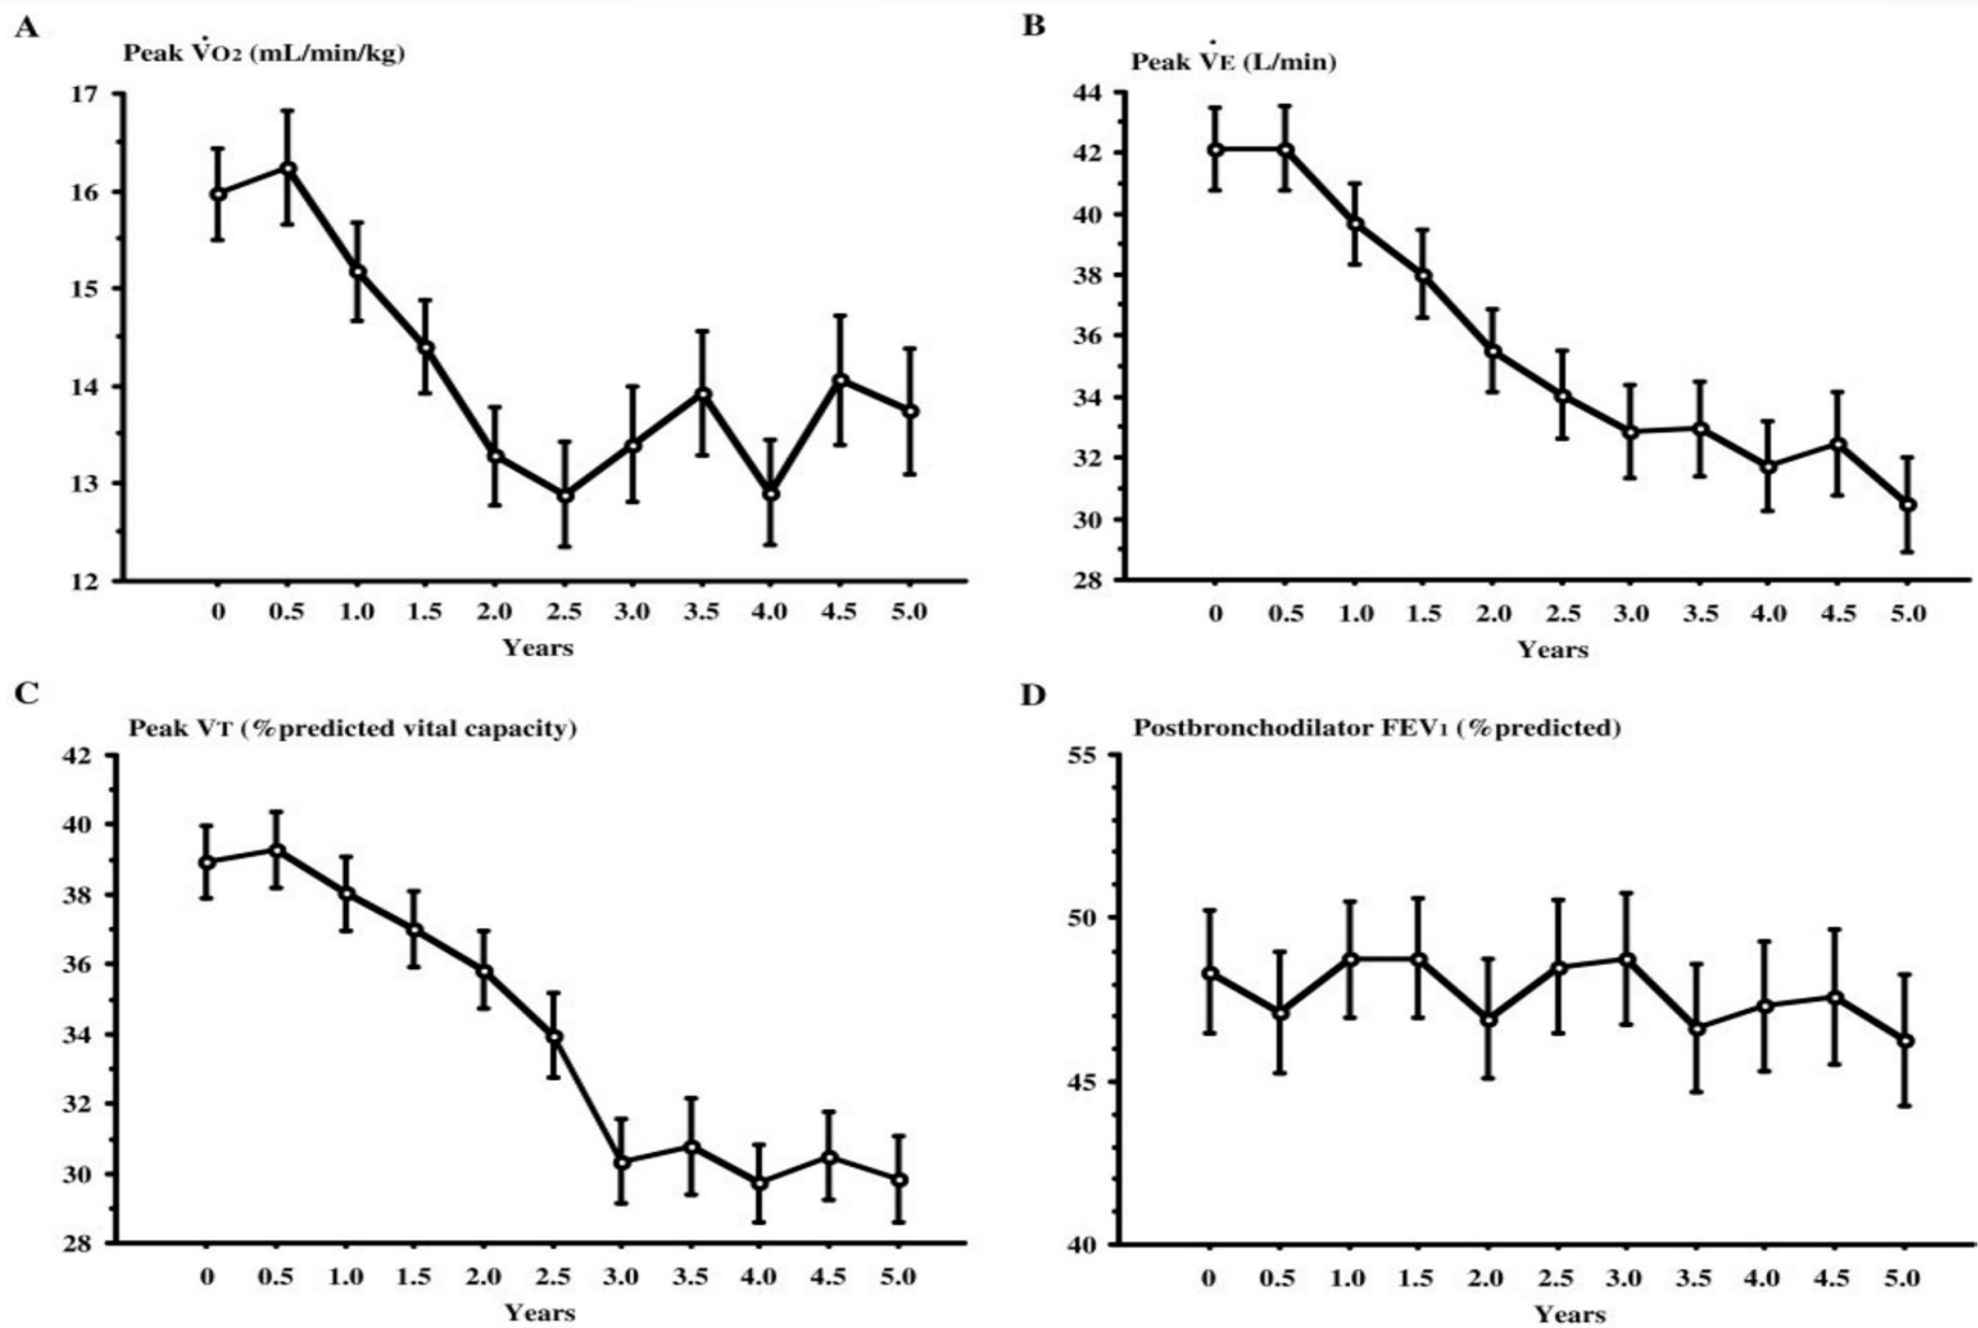 A
Peak V̇O2 (mL/min/kg)
17
16
15
14
13
12
0 0.5 1.0 1.5 2.0 2.5 3.0 3.5 4.0 4.5 5.0
Years
B
Peak V̇E (L/min)
44
42
40
38
36
34
32
30
28
0 0.5 1.0 1.5 2.0 2.5 3.0 3.5 4.0 4.5 5.0
Years
C
Peak VT (%predicted vital capacity)
42
40
38
36
34
32
30
28
0 0.5 1.0 1.5 2.0 2.5 3.0 3.5 4.0 4.5 5.0
Years
D
Postbronchodilator FEV1 (%predicted)
55
50
45
40
0 0.5 1.0 1.5 2.0 2.5 3.0 3.5 4.0 4.5 5.0
Years